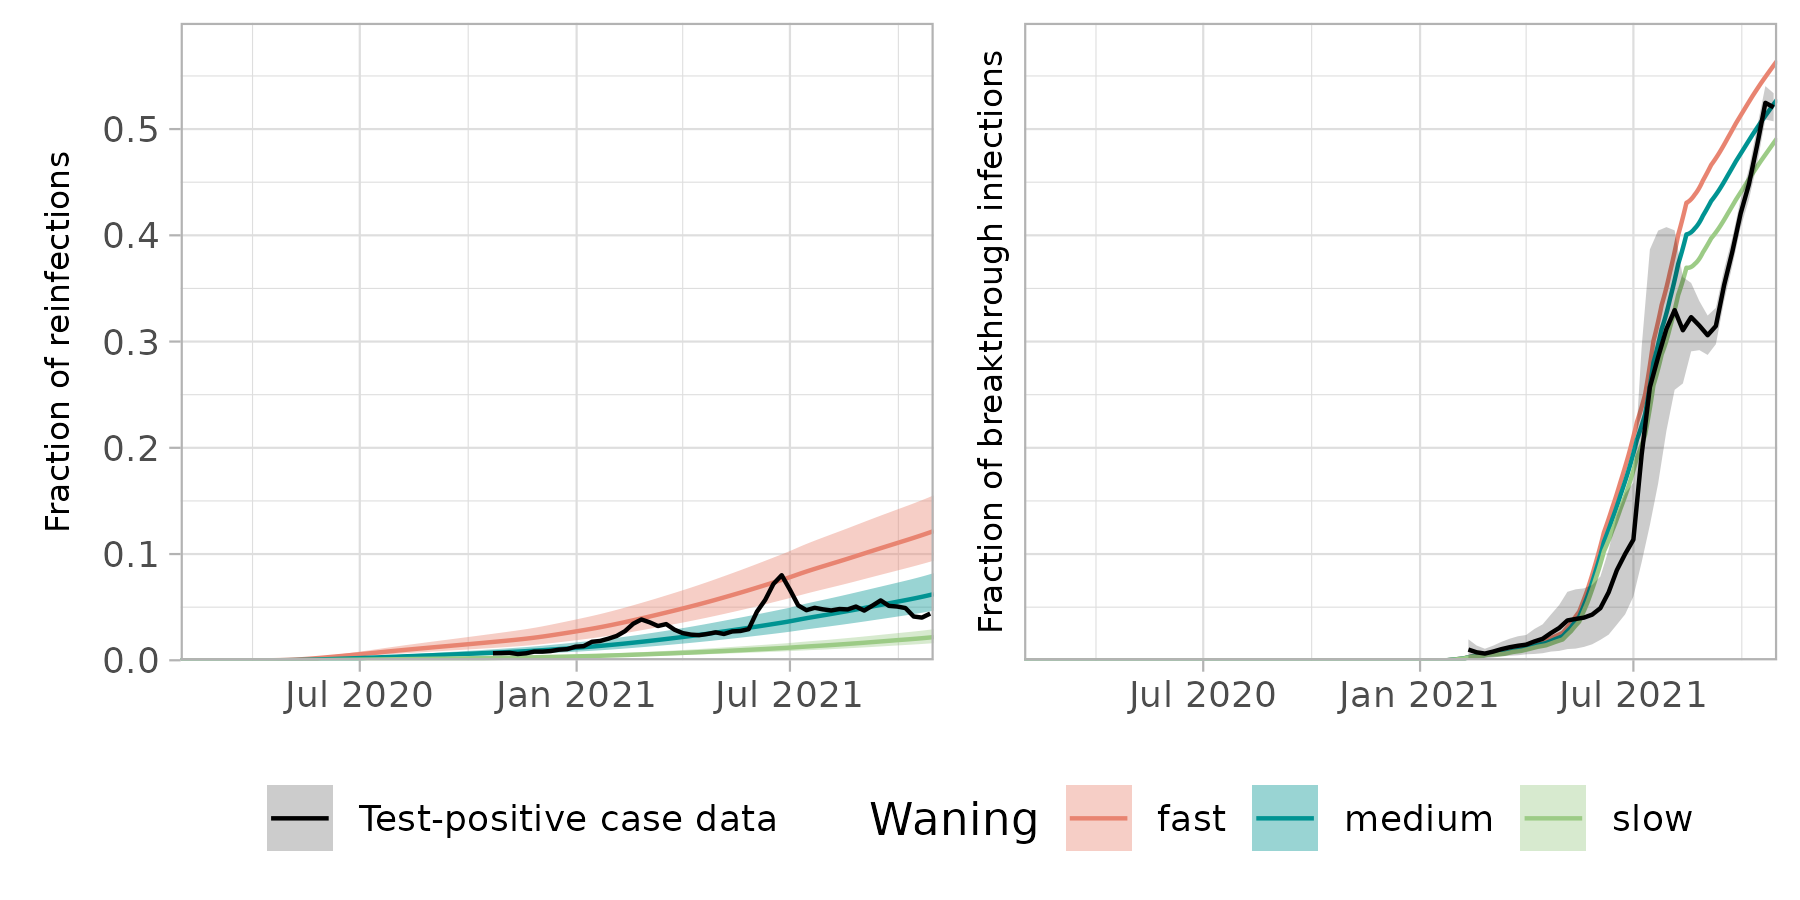 Fraction of reinfections
0.5
0.4
0.3
0.2
0.1
0.0
Jul 2020
Jan 2021
Jul 2021
Fraction of breakthrough infections
Jul 2020
Jan 2021
Jul 2021
Test-positive case data
Waning
fast
medium
slow